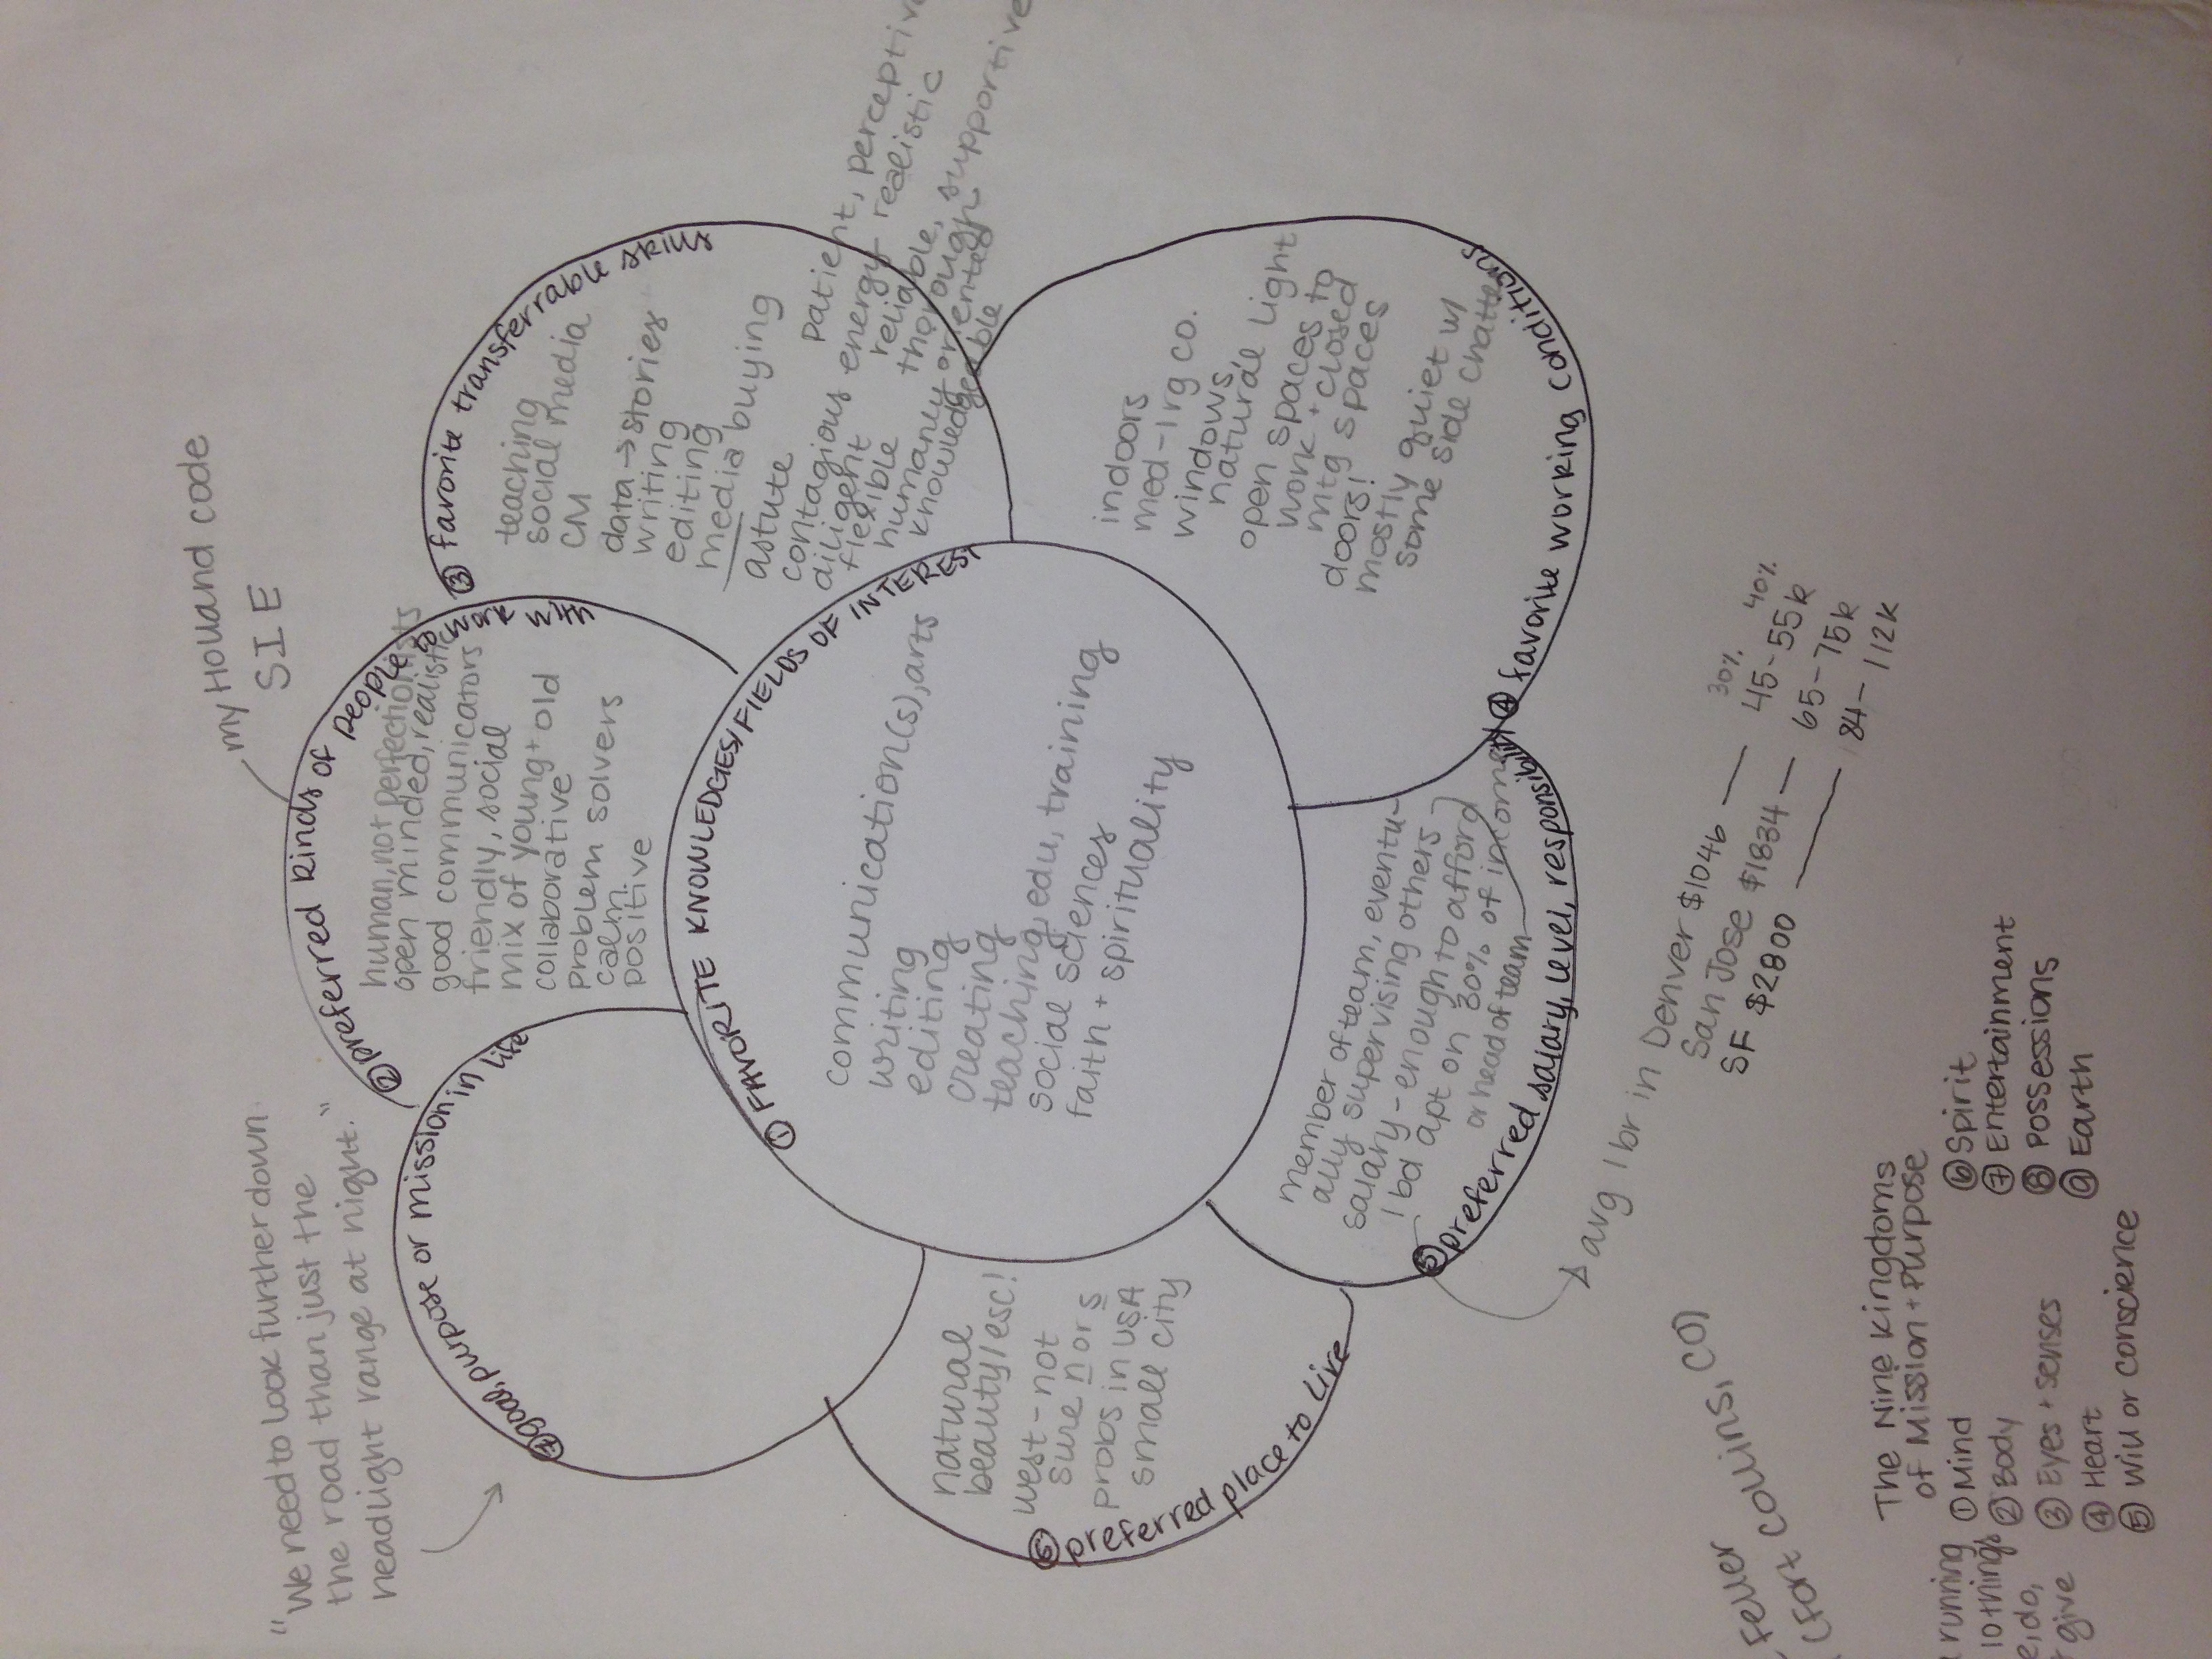 my Holland code
SIE
"We need to look further down
the road than just the
headlight range at night."
② preferred kinds of people to work with
human, not perfectionists
open minded, realistic
good communicators
friendly, social
mix of young + old
collaborative
problem solvers
calm
positive
③ favorite transferrable skills
teaching
social media
CM
data → stories
writing
editing
media buying
astute
contagious energy
diligent
flexible
humanly oriented
knowledgeable
patient, perceptive
realistic
reliable, supportive
thorough
⑦ goal, purpose or mission in life
① FAVORITE KNOWLEDGES/FIELDS OF INTEREST
communication(s), arts
writing
editing
creating
teaching, edu, training
social sciences
faith + spirituality
natural
beauty/esc!
west - not
sure n or s
probs in USA
small city
⑥ preferred place to live
indoors
med-lrg co.
windows,
natural light
open spaces to
work + closed
mtg spaces
doors!
mostly quiet w/
some side chatter
④ favorite working conditions
member of team, eventu-
ally supervising others
salary - enough to afford
1 bd apt on 30% of income
or head of team
⑤ preferred salary, level, responsibility
avg 1 br in Denver $1046 — 45-55k
San Jose $1834 — 65-75k
SF $2800 — 84-112K
30% 40%
Feller
(Fort Collins, CO)
The Nine Kingdoms
of Mission + Purpose
① Mind
② Body
③ Eyes + senses
④ Heart
⑤ Will or Conscience
⑥ Spirit
⑦ Entertainment
⑧ Possessions
⑨ Earth
running
10 things
do,
give